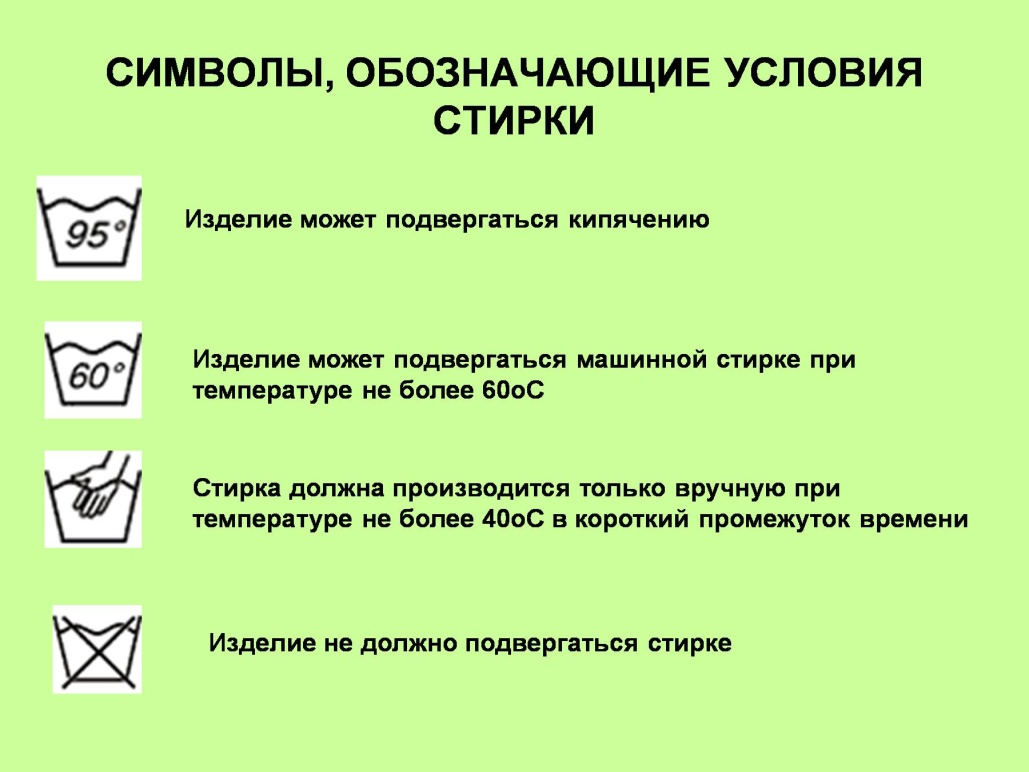 СИМВОЛЫ, ОБОЗНАЧАЮЩИЕ УСЛОВИЯ
СТИРКИ
95°
Изделие может подвергаться кипячению
60°
Изделие может подвергаться машинной стирке при
температуре не более 60оС
Стирка должна производится только вручную при
температуре не более 40оС в короткий промежуток времени
Изделие не должно подвергаться стирке